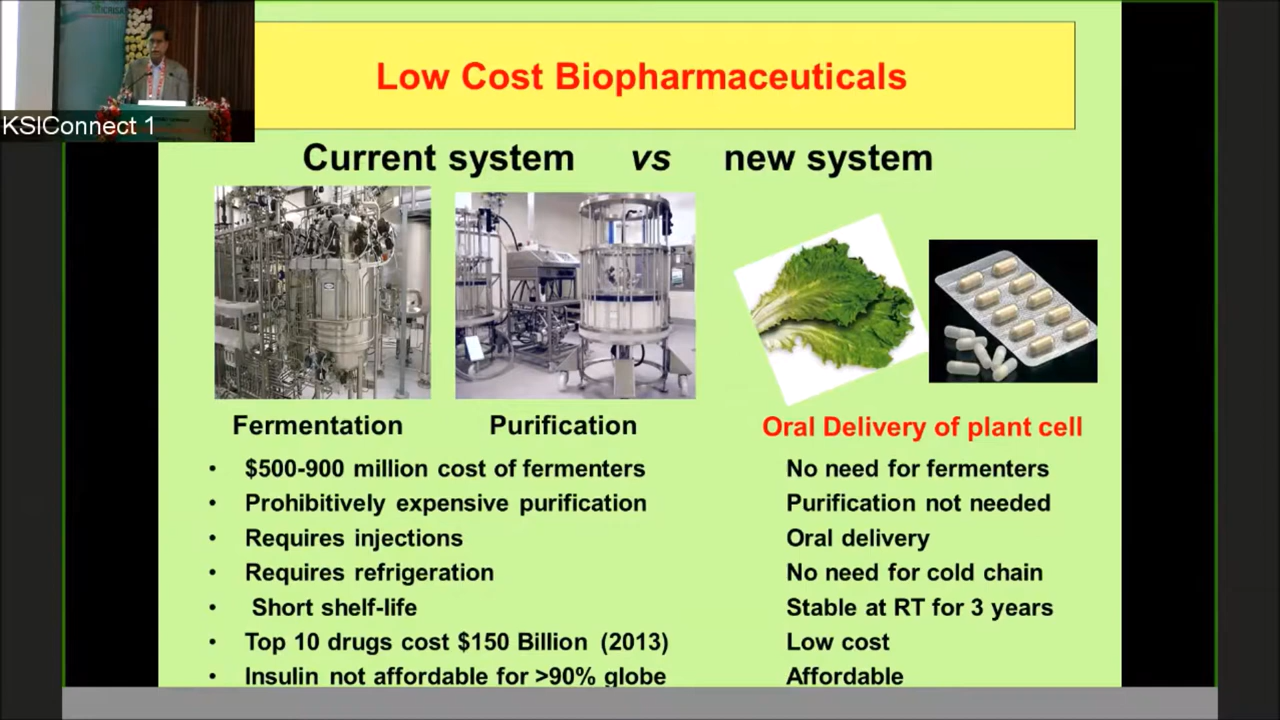 Low Cost Biopharmaceuticals
KSIConnect 1
Current system vs new system
Fermentation
Purification
Oral Delivery of plant cell
• $500-900 million cost of fermenters
No need for fermenters
• Prohibitively expensive purification
Purification not needed
• Requires injections
Oral delivery
• Requires refrigeration
No need for cold chain
• Short shelf-life
Stable at RT for 3 years
• Top 10 drugs cost $150 Billion (2013)
Low cost
• Insulin not affordable for >90% globe
Affordable